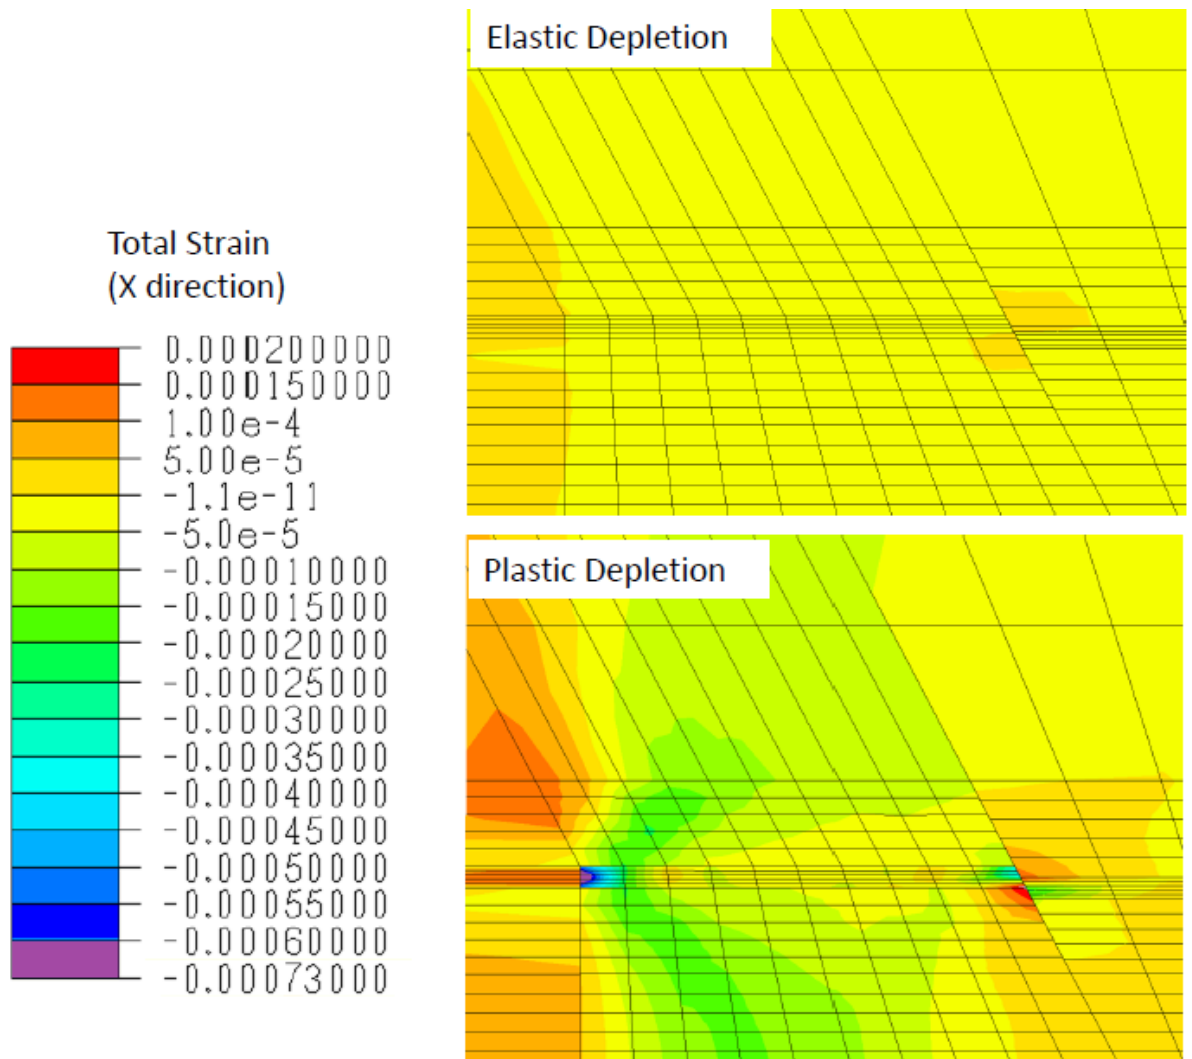 Elastic Depletion
Total Strain
(X direction)
0.000200000
0.000150000
1.00e-4
5.00e-5
-1.1e-11
-5.0e-5
-0.00010000
-0.00015000
-0.00020000
-0.00025000
-0.00030000
-0.00035000
-0.00040000
-0.00045000
-0.00050000
-0.00055000
-0.00060000
-0.00073000
Plastic Depletion